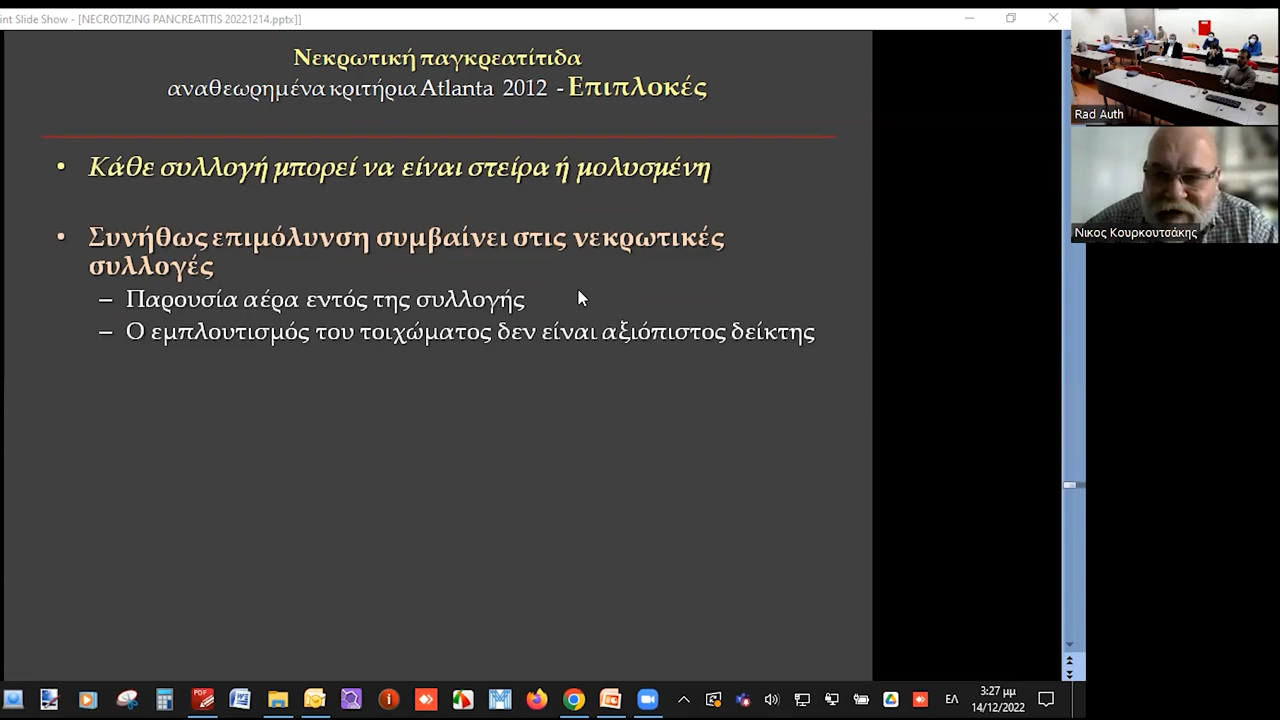 int Slide Show - [NECROTIZING PANCREATITIS 20221214.pptx]]
Νεκρωτική παγκρεατίτιδα
αναθεωρημένα κριτήρια Atlanta 2012 - Επιπλοκές
• Κάθε συλλογή μπορεί να είναι στείρα ή μολυσμένη
• Συνήθως επιμόλυνση συμβαίνει στις νεκρωτικές
συλλογές
– Παρουσία αέρα εντός της συλλογής
– Ο εμπλουτισμός του τοιχώματος δεν είναι αξιόπιστος δείκτης
Rad Auth
Νικος Κουρκουτσάκης
ΕΛ
3:27 μμ
14/12/2022